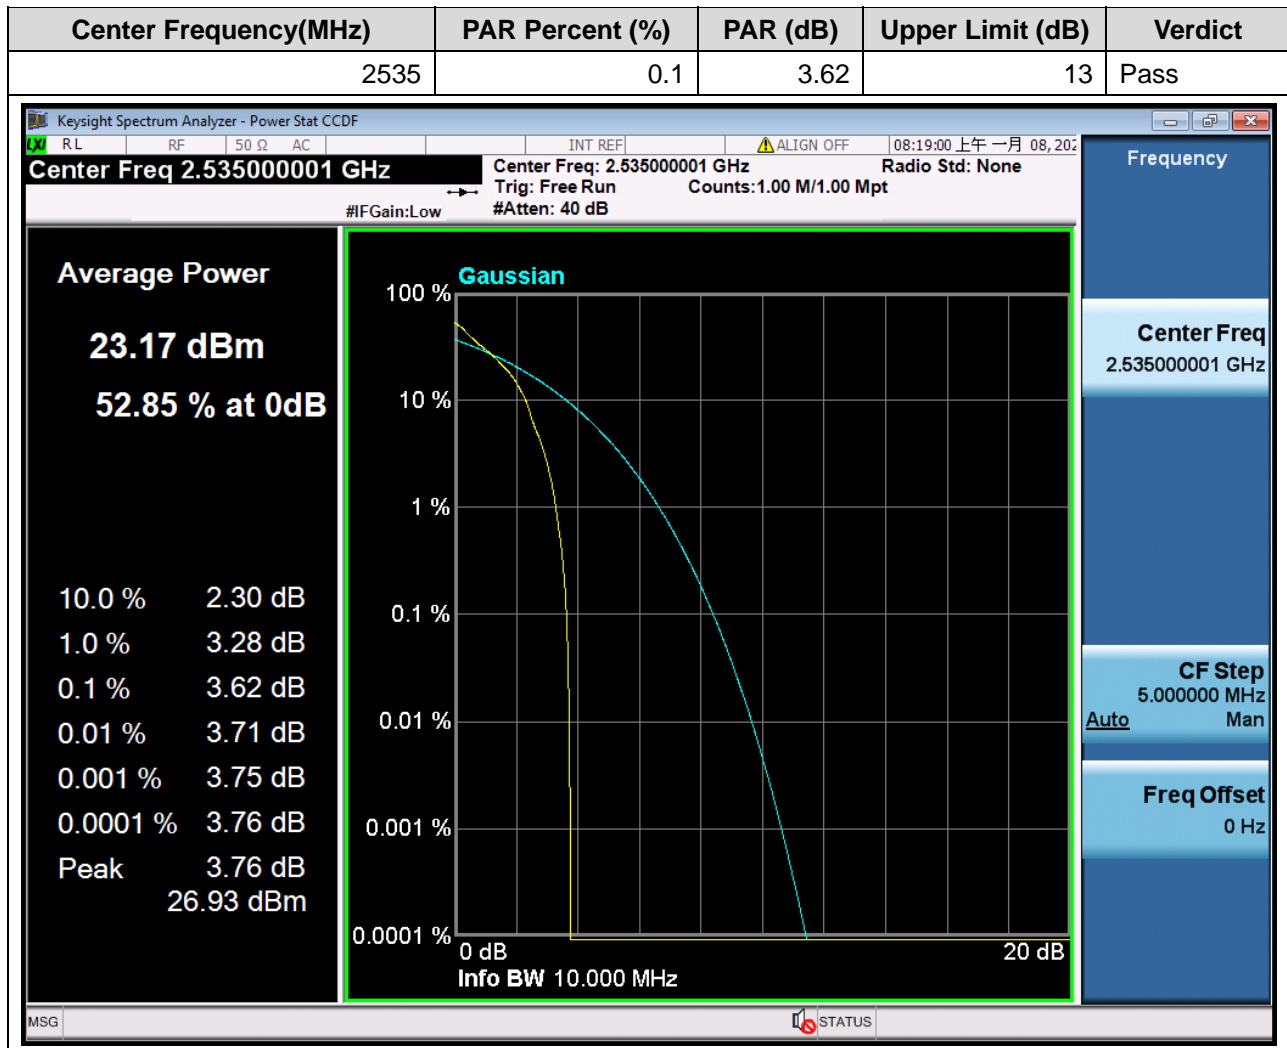 Center Frequency(MHz) PAR Percent (%) PAR (dB) Upper Limit (dB) Verdict
2535 0.1 3.62 13 Pass
Keysight Spectrum Analyzer - Power Stat CCDF
LXI RL RF 50 Ω AC INT REF ALIGN OFF 08:19:00 上午 一月 08, 202
Center Freq 2.535000001 GHz
Center Freq: 2.535000001 GHz Radio Std: None
Trig: Free Run Counts:1.00 M/1.00 Mpt
#IFGain:Low #Atten: 40 dB
Frequency
Average Power
23.17 dBm
52.85 % at 0dB
10.0 % 2.30 dB
1.0 % 3.28 dB
0.1 % 3.62 dB
0.01 % 3.71 dB
0.001 % 3.75 dB
0.0001 % 3.76 dB
Peak 3.76 dB
26.93 dBm
Gaussian
100 %
10 %
1 %
0.1 %
0.01 %
0.001 %
0.0001 %
0 dB 20 dB
Info BW 10.000 MHz
Center Freq
2.535000001 GHz
CF Step
5.000000 MHz
Auto Man
Freq Offset
0 Hz
MSG STATUS